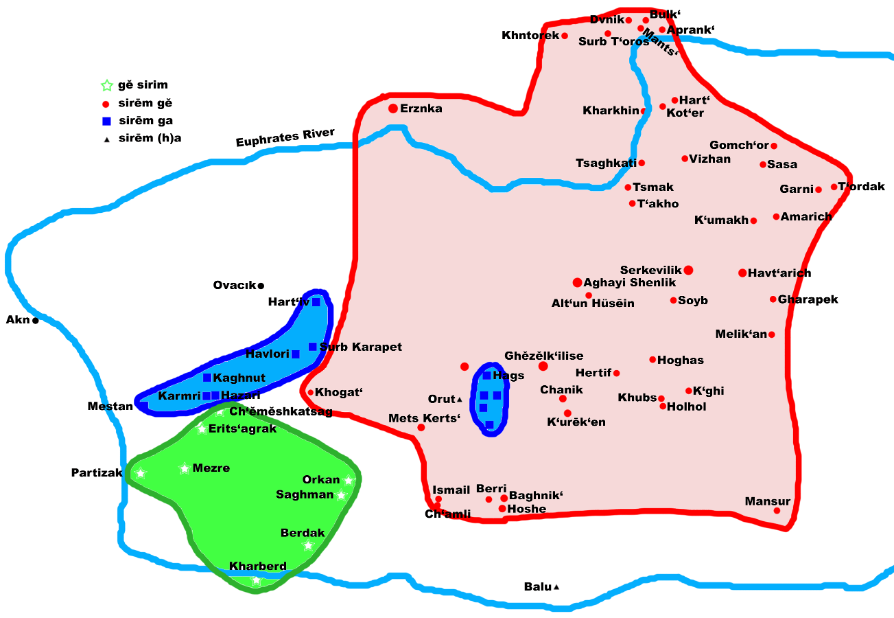 Dvnik
Bulk‘
Khntorek
Surb T‘oros
Mants‘
Aprank‘
gě sirim
sirēm gě
sirēm ga
sirēm (h)a
Erznka
Hart‘
Kharkhin
Kot‘er
Euphrates River
Gomch‘or
Tsaghkati
Vizhan
Sasa
Tsmak
Garni
T‘ordak
T‘akho
K‘umakh
Amarich
Serkevilik
Havt‘arich
Ovacık
Aghayi Shenlik
Hart‘iv
Alt‘un Hüsēin
Soyb
Gharapek
Akn
Melik‘an
Havlori
Surb Karapet
Ghězēlk‘ilise
Hoghas
Kaghnut
Hags
Hertif
Karmri
Hazari
Khogat‘
Orut
Chanik
Khubs
K‘ghi
Mestan
Ch‘ěmēshkatsag
Holhol
Erits‘agrak
Mets Kerts‘
K‘urēk‘en
Partizak
Mezre
Orkan
Saghman
Ismail
Berri
Baghnik‘
Ch‘amli
Hoshe
Mansur
Berdak
Kharberd
Balu